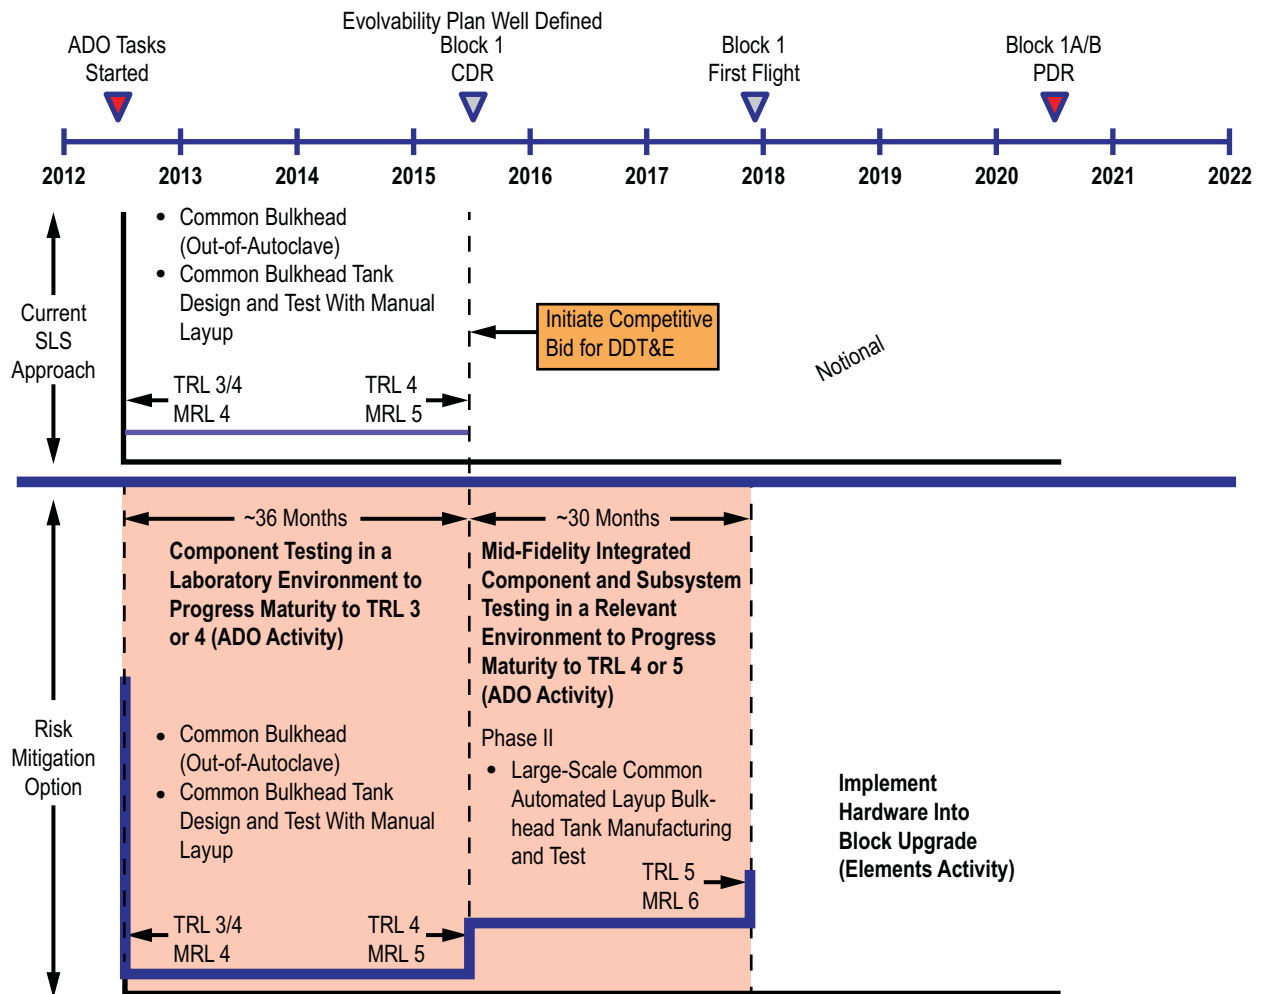 Evolvability Plan Well Defined
ADO Tasks
Started
Block 1
CDR
Block 1
First Flight
Block 1A/B
PDR
2012 2013 2014 2015 2016 2017 2018 2019 2020 2021 2022
Current
SLS
Approach
• Common Bulkhead
(Out-of-Autoclave)
• Common Bulkhead Tank
Design and Test With Manual
Layup
TRL 3/4
MRL 4
TRL 4
MRL 5
Initiate Competitive
Bid for DDT&E
Notional
Risk
Mitigation
Option
~36 Months
Component Testing in a
Laboratory Environment to
Progress Maturity to TRL 3
or 4 (ADO Activity)
• Common Bulkhead
(Out-of-Autoclave)
• Common Bulkhead Tank
Design and Test With Manual
Layup
TRL 3/4
MRL 4
TRL 4
MRL 5
~30 Months
Mid-Fidelity Integrated
Component and Subsystem
Testing in a Relevant
Environment to Progress
Maturity to TRL 4 or 5
(ADO Activity)
Phase II
• Large-Scale Common
Automated Layup Bulk-
head Tank Manufacturing
and Test
TRL 5
MRL 6
Implement
Hardware Into
Block Upgrade
(Elements Activity)